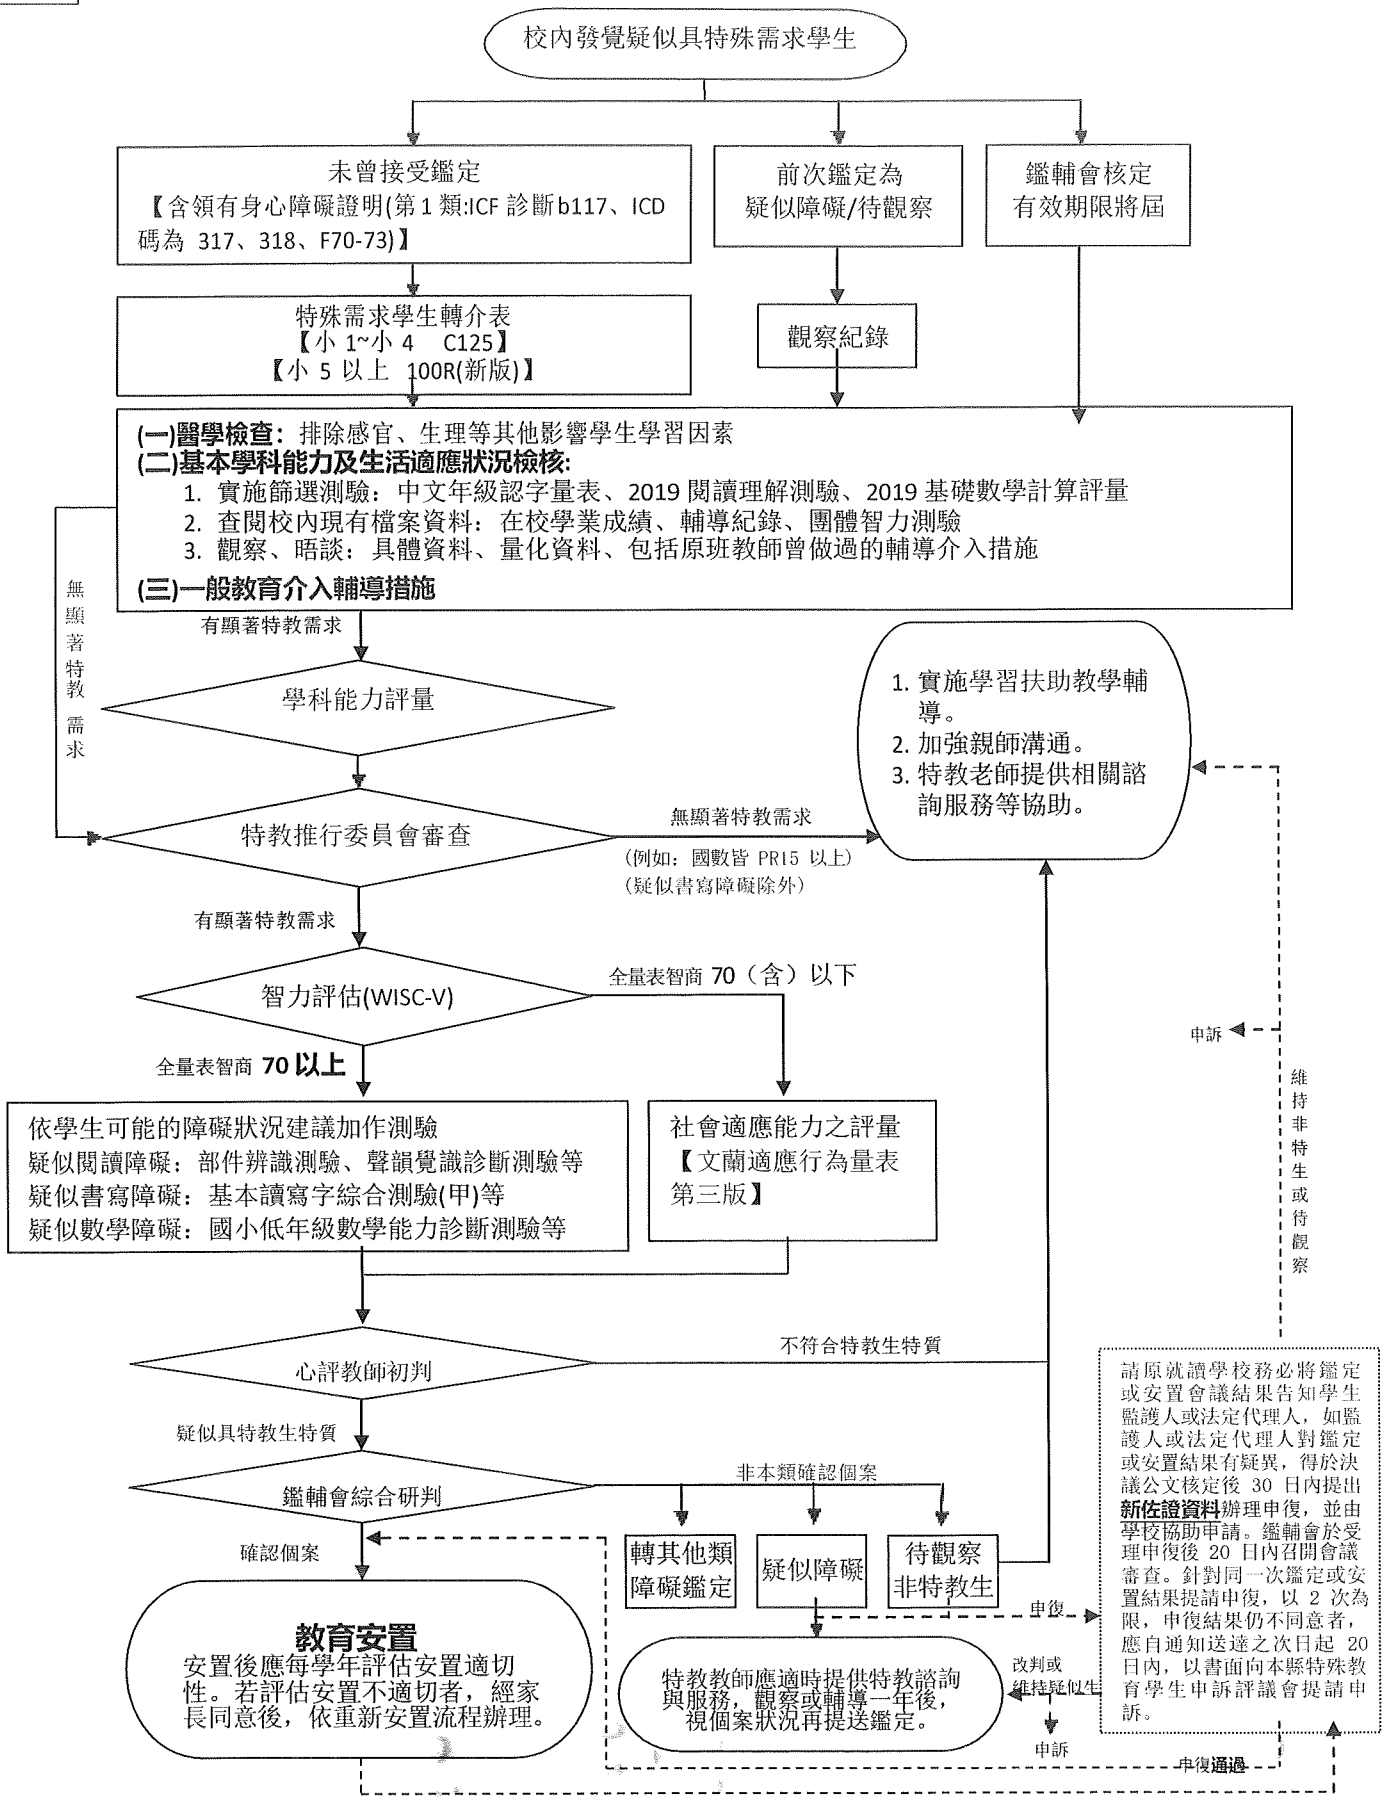 校內發覺疑似具特殊需求學生
未曾接受鑑定
【含領有身心障礙證明(第1類:ICF 診斷b117、ICD
碼為 317、318、F70-73)】
前次鑑定為
疑似障礙/待觀察
鑑輔會核定
有效期限將屆
特殊需求學生轉介表
【小 1~小 4 C125】
【小 5 以上 100R(新版)】
觀察紀錄
(一)醫學檢查：排除感官、生理等其他影響學生學習因素
(二)基本學科能力及生活適應狀況檢核:
1. 實施篩選測驗：中文年級認字量表、2019 閱讀理解測驗、2019 基礎數學計算評量
2. 查閱校內現有檔案資料：在校學業成績、輔導紀錄、團體智力測驗
3. 觀察、晤談：具體資料、量化資料、包括原班教師曾做過的輔導介入措施
(三)一般教育介入輔導措施
無顯著特教需求
有顯著特教需求
學科能力評量
1. 實施學習扶助教學輔
導。
2. 加強親師溝通。
3. 特教老師提供相關諮
詢服務等協助。
特教推行委員會審查
無顯著特教需求
(例如：國數皆 PR15 以上)
(疑似書寫障礙除外)
有顯著特教需求
智力評估(WISC-V)
全量表智商 70（含）以下
全量表智商 70 以上
申訴
維持非特生或待觀察
依學生可能的障礙狀況建議加作測驗
疑似閱讀障礙：部件辨識測驗、聲韻覺識診斷測驗等
疑似書寫障礙：基本讀寫字綜合測驗(甲)等
疑似數學障礙：國小低年級數學能力診斷測驗等
社會適應能力之評量
【文蘭適應行為量表
第三版】
心評教師初判
不符合特教生特質
疑似具特教生特質
鑑輔會綜合研判
非本類確認個案
確認個案
轉其他類
障礙鑑定
疑似障礙
待觀察
非特教生
申復
請原就讀學校務必將鑑定
或安置會議結果告知學生
監護人或法定代理人，如監
護人或法定代理人對鑑定
或安置結果有疑異，得於決
議公文核定後 30 日內提出
新佐證資料辦理申復，並由
學校協助申請。鑑輔會於受
理申復後 20 日內召開會議
審查。針對同一次鑑定或安
置結果提請申復，以 2 次為
限，申復結果仍不同意者，
應自通知送達之次日起 20
日內，以書面向本縣特殊教
育學生申訴評議會提請申
訴。
教育安置
安置後應每學年評估安置適切
性。若評估安置不適切者，經家
長同意後，依重新安置流程辦理。
特教教師應適時提供特教諮詢
與服務，觀察或輔導一年後，
視個案狀況再提送鑑定。
改判或
維持疑似生
申訴
申復通過